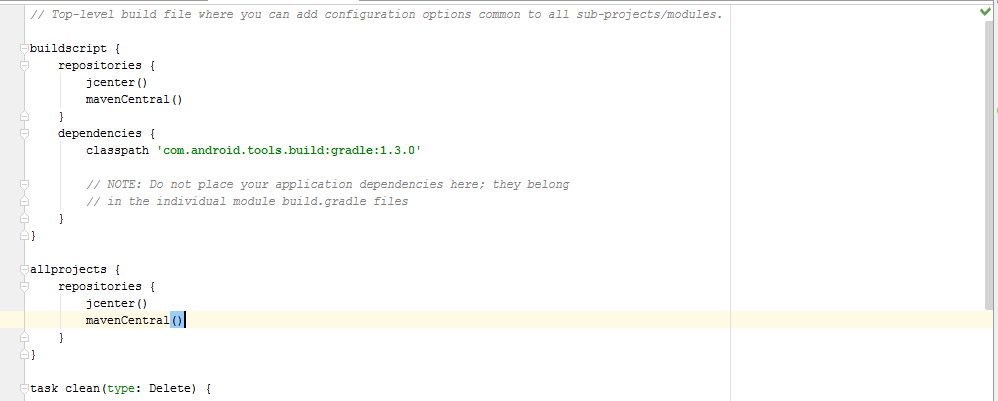 // Top-level build file where you can add configuration options common to all sub-projects/modules.
buildscript {
repositories {
jcenter()
mavenCentral()
}
dependencies {
classpath 'com.android.tools.build:gradle:1.3.0'
// NOTE: Do not place your application dependencies here; they belong
// in the individual module build.gradle files
}
}
allprojects {
repositories {
jcenter()
mavenCentral()
}
}
task clean(type: Delete) {